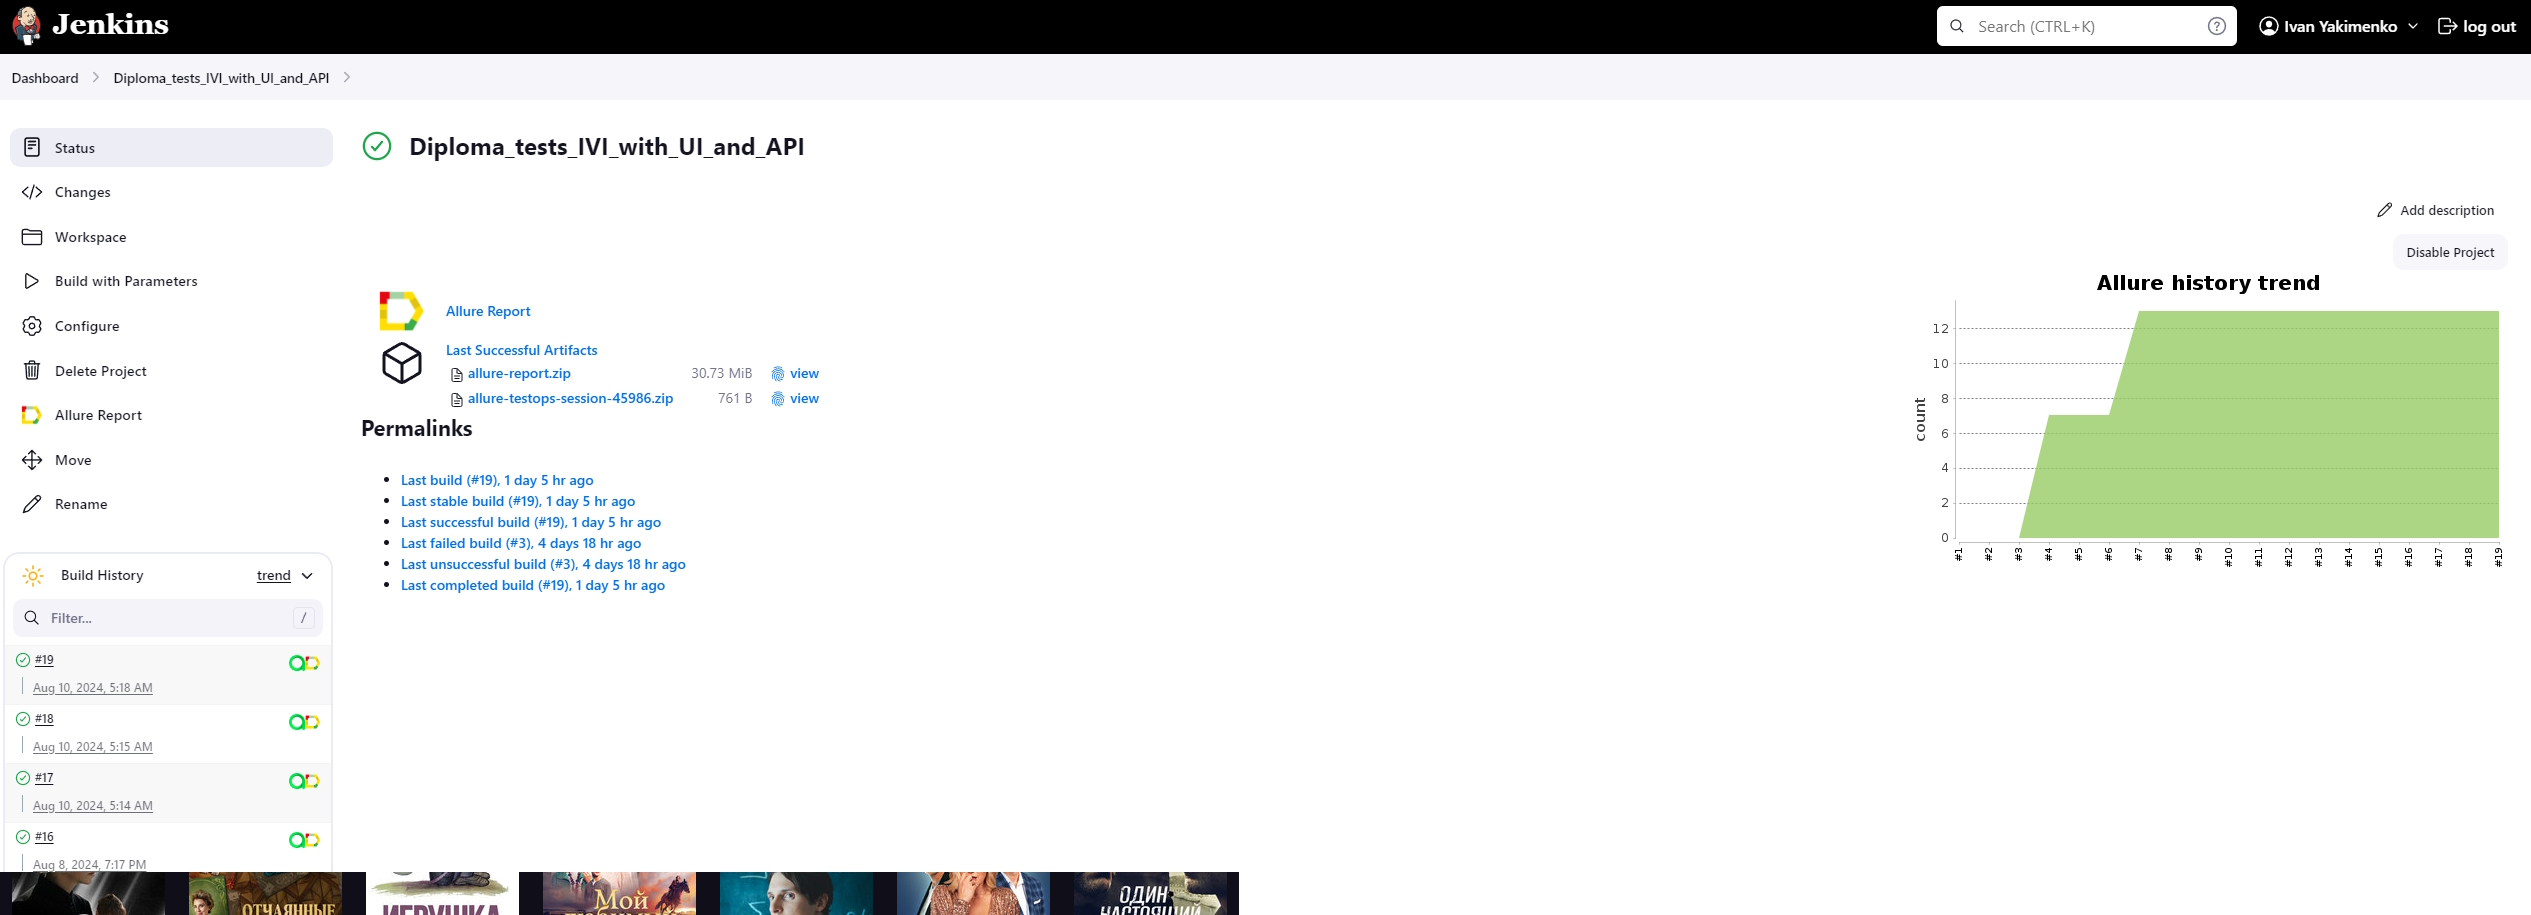 Jenkins
Search (CTRL+K)
?
Ivan Yakimenko
log out
Dashboard
Diploma_tests_IVI_with_UI_and_API
Status
Changes
Workspace
Build with Parameters
Configure
Delete Project
Allure Report
Move
Rename
Build History
trend
Filter...
/
#19
Aug 10, 2024, 5:18 AM
#18
Aug 10, 2024, 5:15 AM
#17
Aug 10, 2024, 5:14 AM
#16
Aug 8, 2024, 7:17 PM
Diploma_tests_IVI_with_UI_and_API
Add description
Disable Project
Allure Report
Last Successful Artifacts
allure-report.zip 30.73 MiB view
allure-testops-session-45986.zip 761 B view
Permalinks
Last build (#19), 1 day 5 hr ago
Last stable build (#19), 1 day 5 hr ago
Last successful build (#19), 1 day 5 hr ago
Last failed build (#3), 4 days 18 hr ago
Last unsuccessful build (#3), 4 days 18 hr ago
Last completed build (#19), 1 day 5 hr ago
Allure history trend
count
12
10
8
6
4
2
0
#1 #2 #3 #4 #5 #6 #7 #8 #9 #10 #11 #12 #13 #14 #15 #16 #17 #18 #19
ОТЧАЯННЫЕ
ИГРУШКА
Мой
ОДИН
НАСТОЯЩИЙ